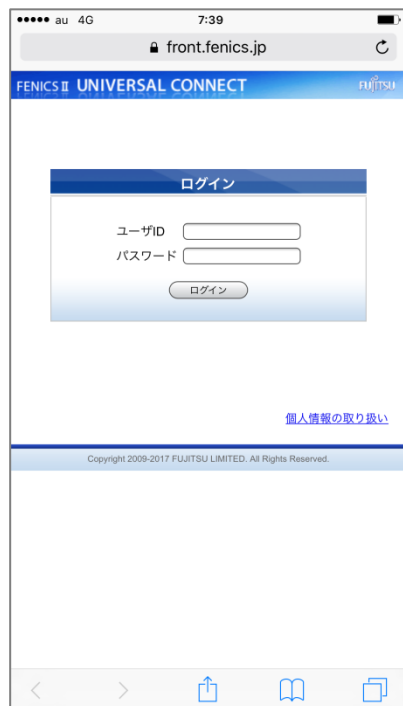 au 4G 7:39
front.fenics.jp
FENICS II UNIVERSAL CONNECT FUJITSU
ログイン
ユーザID
パスワード
ログイン
個人情報の取り扱い
Copyright 2009-2017 FUJITSU LIMITED. All Rights Reserved.